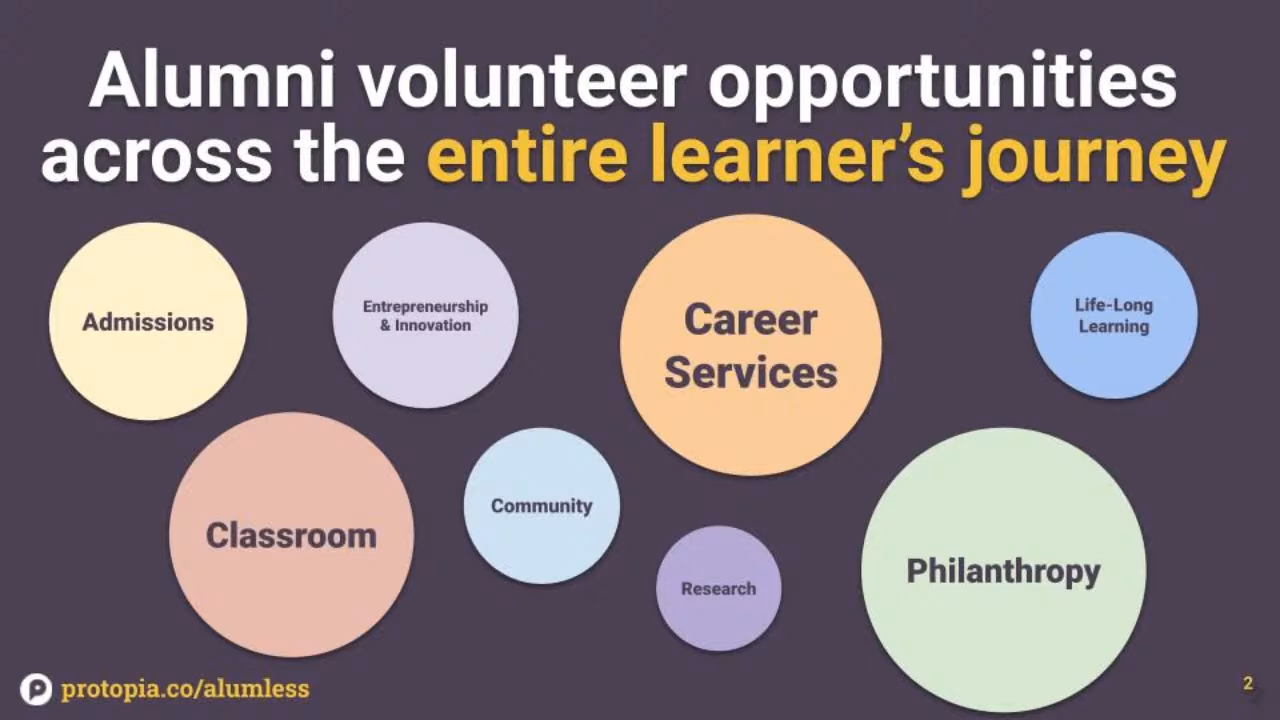 Alumni volunteer opportunities
across the entire learner’s journey
Admissions
Entrepreneurship
& Innovation
Career
Services
Life-Long
Learning
Classroom
Community
Research
Philanthropy
protopia.co/alumless
2